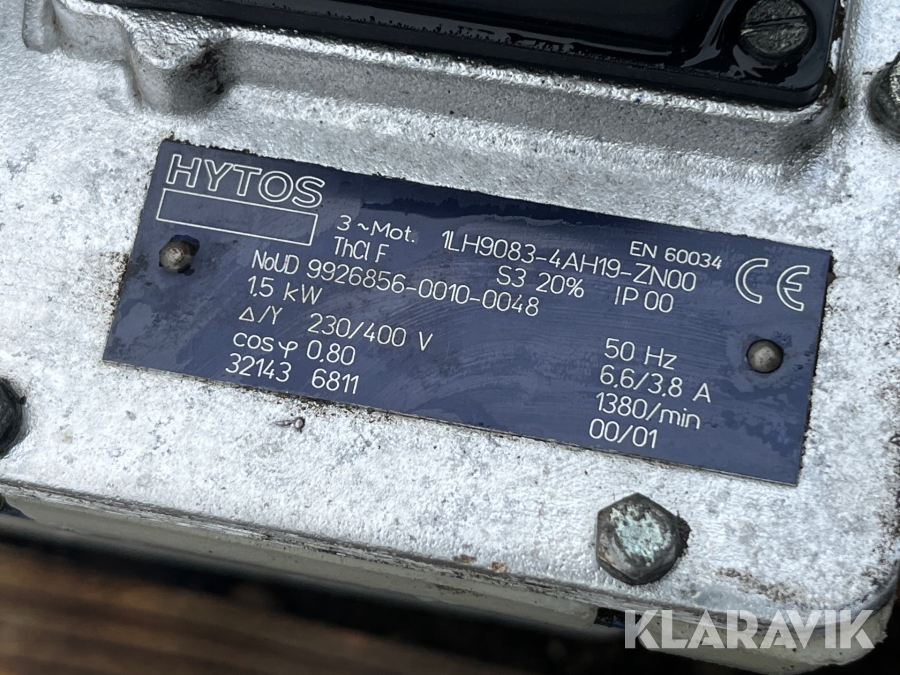 HYTOS
3~Mot. 1LH9083-4AH19-ZN00 EN 60034 CE
ThCl F S3 20% IP 00
NoUD 9926856-0010-0048
1,5 kW 50 Hz
Δ/Y 230/400 V 6,6/3,8 A
cosφ 0,80 1380/min
32143 6811 00/01
KLARAVIK